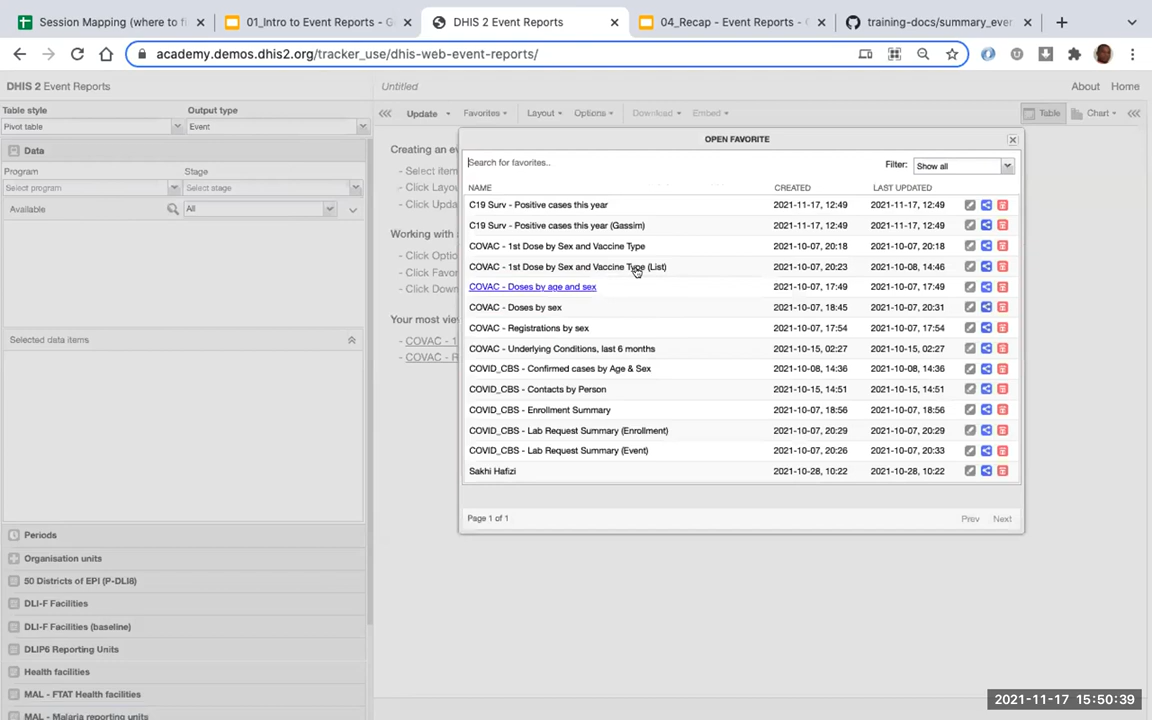 Session Mapping (where to fi
01_Intro to Event Reports - G
DHIS 2 Event Reports
04_Recap - Event Reports - G
training-docs/summary_ever
academy.demos.dhis2.org/tracker_use/dhis-web-event-reports/
DHIS 2 Event Reports
Untitled
About
Home
Table style
Output type
Update
Favorites
Layout
Options
Download
Embed
Table
Chart
Pivot table
Event
Data
Program
Stage
Select program
Select stage
Available
All
Selected data items
Periods
Organisation units
50 Districts of EPI (P-DLI8)
DLI-F Facilities
DLI-F Facilities (baseline)
DLIP6 Reporting Units
Health facilities
MAL - FTAT Health facilities
MAL - Malaria reporting units
Creating an ev
- Select item
- Click Layou
- Click Upda
Working with
- Click Optio
- Click Favor
- Click Down
Your most vie
- COVAC - 1
- COVAC - R
OPEN FAVORITE
Search for favorites..
Filter:
Show all
NAME CREATED LAST UPDATED
C19 Surv - Positive cases this year 2021-11-17, 12:49 2021-11-17, 12:49
C19 Surv - Positive cases this year (Gassim) 2021-11-17, 12:49 2021-11-17, 12:49
COVAC - 1st Dose by Sex and Vaccine Type 2021-10-07, 20:18 2021-10-07, 20:18
COVAC - 1st Dose by Sex and Vaccine Type (List) 2021-10-07, 20:23 2021-10-08, 14:46
COVAC - Doses by age and sex 2021-10-07, 17:49 2021-10-07, 17:49
COVAC - Doses by sex 2021-10-07, 18:45 2021-10-07, 20:31
COVAC - Registrations by sex 2021-10-07, 17:54 2021-10-07, 17:54
COVAC - Underlying Conditions, last 6 months 2021-10-15, 02:27 2021-10-15, 02:27
COVID_CBS - Confirmed cases by Age & Sex 2021-10-08, 14:36 2021-10-08, 14:36
COVID_CBS - Contacts by Person 2021-10-15, 14:51 2021-10-15, 14:51
COVID_CBS - Enrollment Summary 2021-10-07, 18:56 2021-10-07, 18:56
COVID_CBS - Lab Request Summary (Enrollment) 2021-10-07, 20:29 2021-10-07, 20:29
COVID_CBS - Lab Request Summary (Event) 2021-10-07, 20:26 2021-10-07, 20:33
Sakhi Hafizi 2021-10-28, 10:22 2021-10-28, 10:22
Page 1 of 1
Prev
Next
2021-11-17 15:50:39